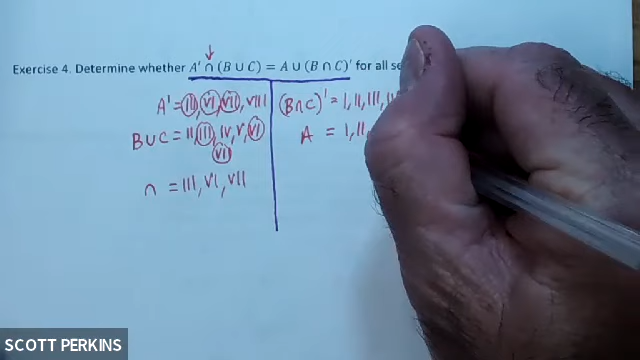 Exercise 4. Determine whether A′ ∩ (B ∪ C) = A ∪ (B ∩ C)′ for all se
A' = III, VI, VII, VIII
(B∩C)' = I, II, III, I
B∪C = II, III, IV, V, VI
VII
A = I, II,
∩ = III, VI, VII
SCOTT PERKINS